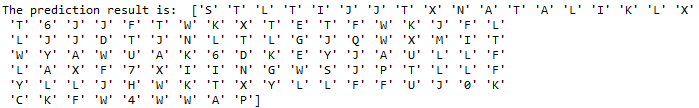 The prediction result is:  ['S' 'T' 'L' 'T' 'I' 'J' 'J' 'T' 'X' 'N' 'A' 'T' 'A' 'L' 'I' 'K' 'L' 'X'
 'T' '6' 'J' 'J' 'F' 'T' 'W' 'K' 'X' 'T' 'E' 'T' 'F' 'W' 'K' 'J' 'F' 'L'
 'L' 'J' 'J' 'D' 'T' 'J' 'N' 'L' 'T' 'L' 'G' 'J' 'Q' 'W' 'X' 'M' 'I' 'T'
 'W' 'Y' 'A' 'W' 'U' 'A' 'K' '6' 'D' 'K' 'E' 'Y' 'J' 'A' 'U' 'L' 'L' 'F'
 'L' 'A' 'X' 'F' '7' 'X' 'I' 'I' 'N' 'G' 'W' 'S' 'J' 'P' 'T' 'L' 'L' 'F'
 'Y' 'L' 'L' 'J' 'H' 'W' 'K' 'T' 'X' 'Y' 'L' 'L' 'F' 'F' 'U' 'J' '0' 'K'
 'C' 'K' 'F' 'W' '4' 'W' 'W' 'A' 'P']